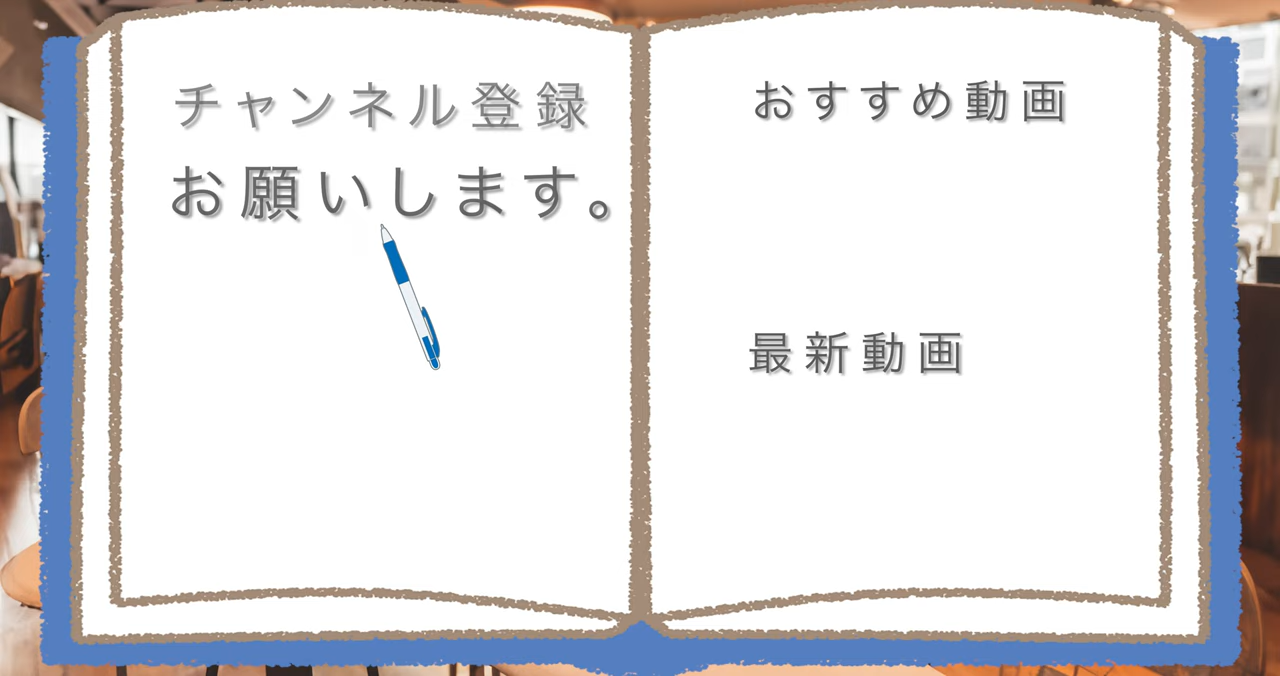 チャンネル登録
お願いします。
おすすめ動画
最新動画